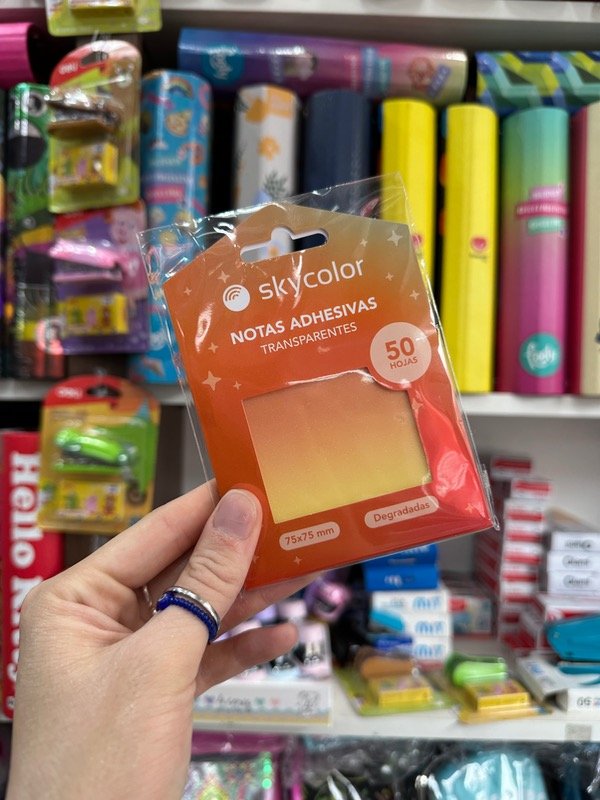 skycolor
NOTAS ADHESIVAS
TRANSPARENTES
50
HOJAS
75x75 mm
Degradadas
Hello Ki